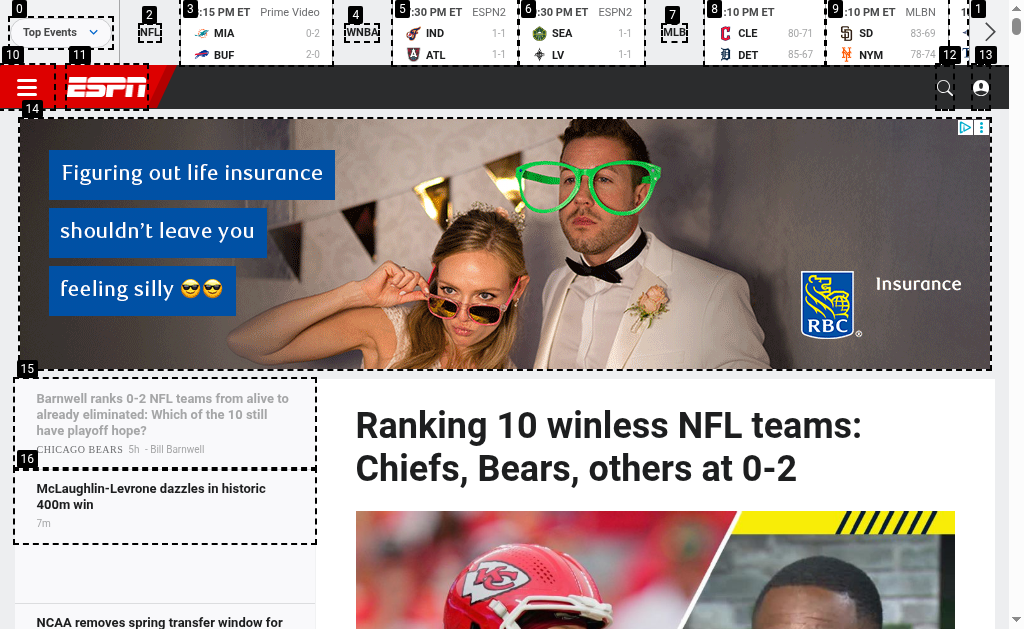 0
2
3
:15 PM ET Prime Video
4
5
:30 PM ET ESPN2
6
:30 PM ET ESPN2
7
8
:10 PM ET
9
:10 PM ET MLBN
1
Top Events
NFL
MIA 0-2
BUF 2-0
WNBA
IND 1-1
ATL 1-1
SEA 1-1
LV 1-1
MLB
CLE 80-71
DET 85-67
SD 83-69
NYM 78-74
10
11
12
13
ESPN
14
Figuring out life insurance
shouldn't leave you
feeling silly 😎😎
Insurance
RBC
®
15
Barnwell ranks 0-2 NFL teams from alive to
already eliminated: Which of the 10 still
have playoff hope?
CHICAGO BEARS 5h - Bill Barnwell
16
McLaughlin-Levrone dazzles in historic
400m win
7m
NCAA removes spring transfer window for
Ranking 10 winless NFL teams:
Chiefs, Bears, others at 0-2
KC